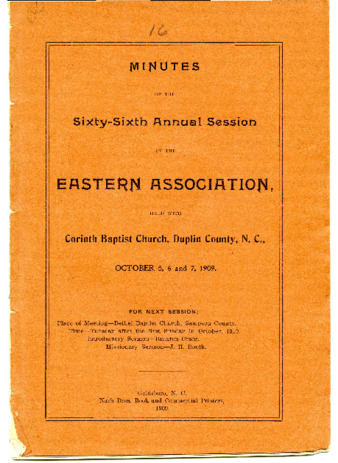 16
MINUTES
OF THE
Sixty-Sixth Annual Session
OF THE
EASTERN ASSOCIATION,
HELD WITH
Corinth Baptist Church, Duplin County, N. C.,
OCTOBER 5, 6 and 7, 1909.
FOR NEXT SESSION:
Place of Meeting—Bethel Baptist Church, Sampson County.
Time—Tuesday after the First Sunday in October, 1910.
Introductory Sermon—
Missionary Sermon—J. H. Booth.
Goldsboro, N. C.
Nash Bros. Book and Commercial Printers,
1909